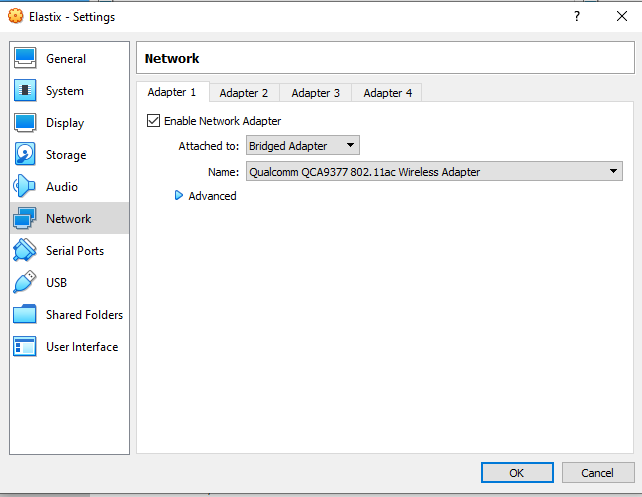 Elastix - Settings
?
General
System
Display
Storage
Audio
Network
Serial Ports
USB
Shared Folders
User Interface
Network
Adapter 1 Adapter 2 Adapter 3 Adapter 4
Enable Network Adapter
Attached to: Bridged Adapter
Name: Qualcomm QCA9377 802.11ac Wireless Adapter
Advanced
OK Cancel